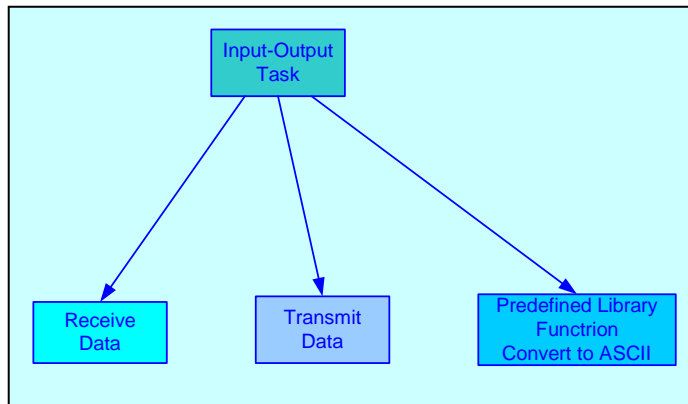 Input-Output
Task
Receive
Data
Transmit
Data
Predefined Library
Functrion
Convert to ASCII